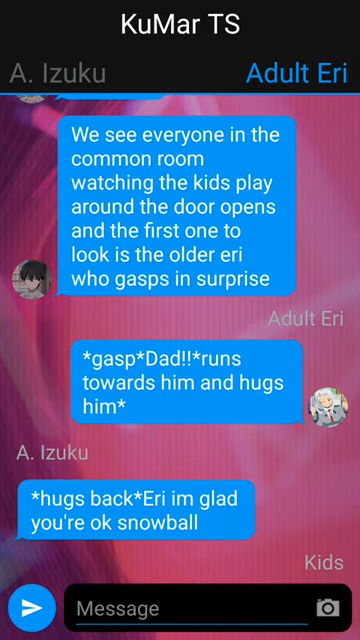 KuMar TS
A. Izuku
Adult Eri
We see everyone in the
common room
watching the kids play
around the door opens
and the first one to
look is the older eri
who gasps in surprise
Adult Eri
*gasp*Dad!!*runs
towards him and hugs
him*
A. Izuku
*hugs back*Eri im glad
you're ok snowball
Kids
Message